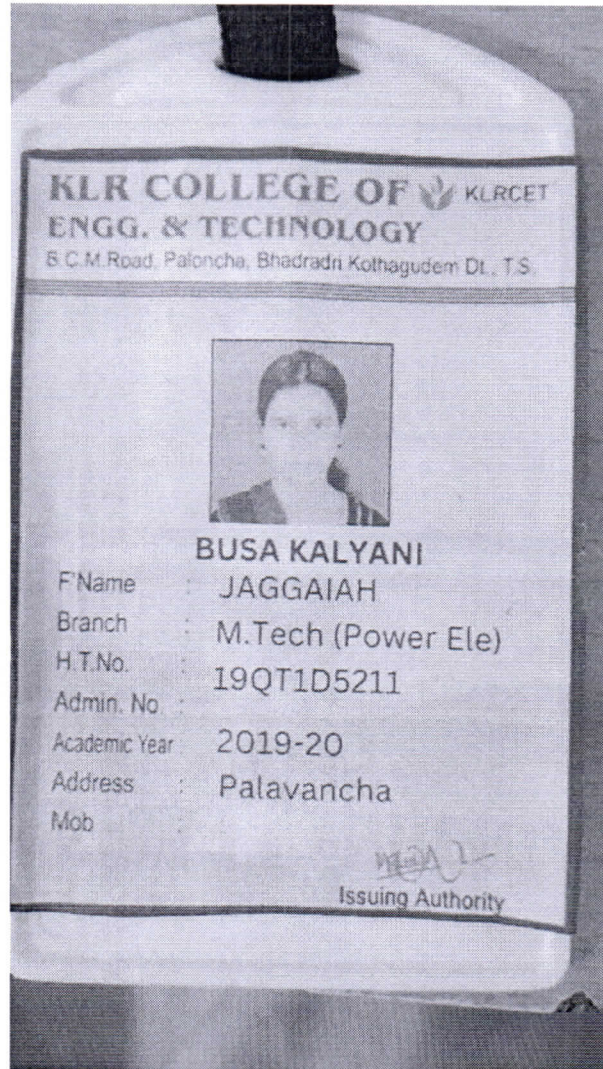 KLR COLLEGE OF KLRCET
ENGG. & TECHNOLOGY
B.C.M.Road, Paloncha, Bhadradri Kothagudem Dt., T.S.
BUSA KALYANI
F'Name : JAGGAIAH
Branch : M.Tech (Power Ele)
H.T.No. : 19QT1D5211
Admin. No :
Academic Year : 2019-20
Address : Palavancha
Mob :
Issuing Authority